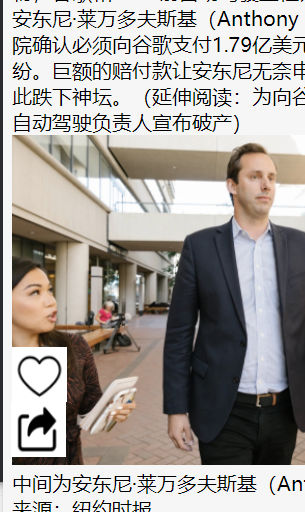 安东尼·莱万多夫斯基（Anthony
院确认必须向谷歌支付1.79亿美元
纷。巨额的赔付款让安东尼无奈申
此跌下神坛。（延伸阅读：为向谷
自动驾驶负责人宣布破产）
中间为安东尼·莱万多夫斯基（Ant
来源：纽约时报